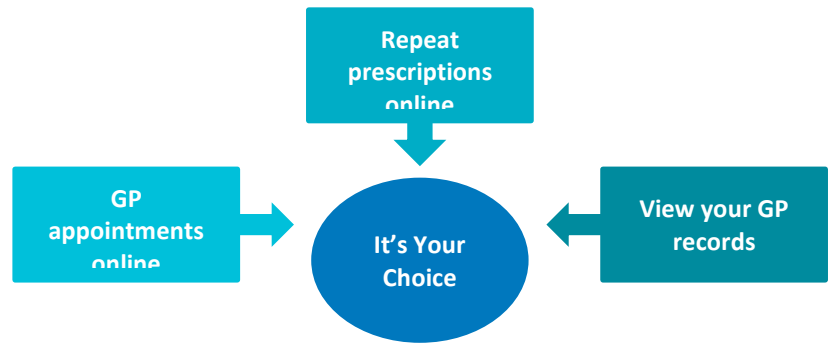 Repeat
prescriptions
online
GP
appointments
online
It’s Your
Choice
View your GP
records